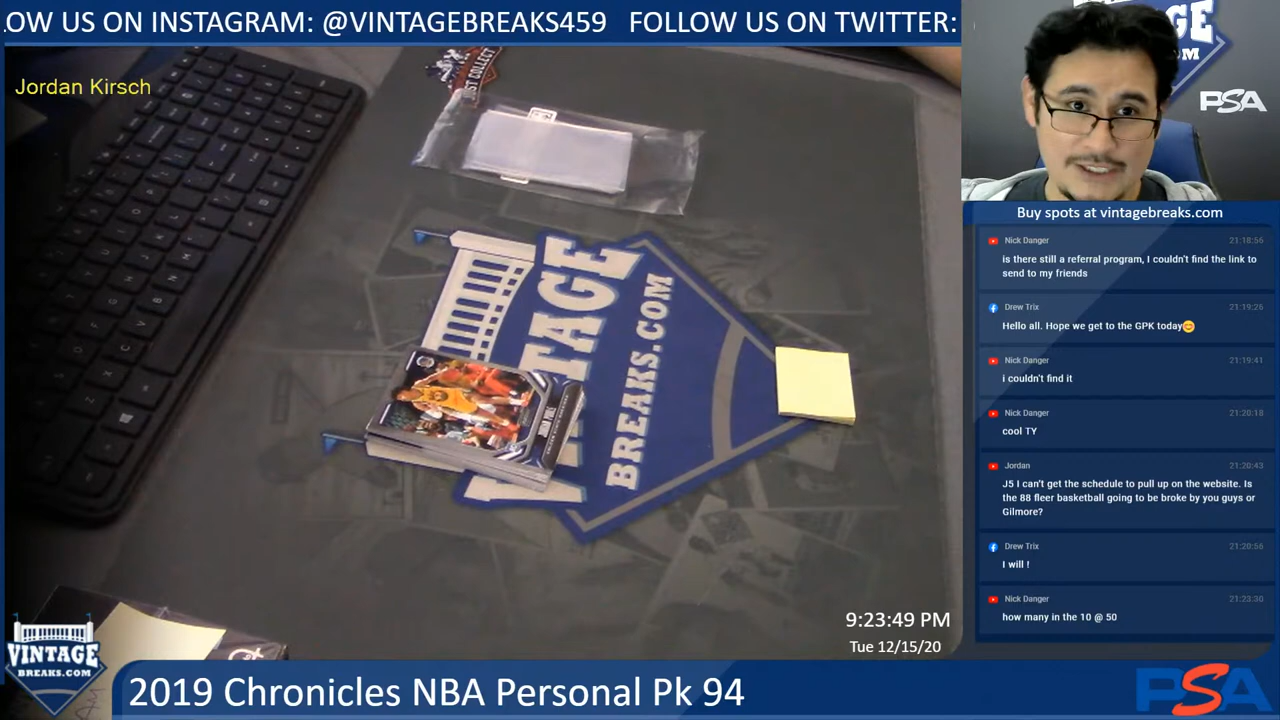 .OW US ON INSTAGRAM: @VINTAGEBREAKS459 FOLLOW US ON TWITTER:
Jordan Kirsch
JUST COLLECT
PSA
Buy spots at vintagebreaks.com
Nick Danger 21:18:56
is there still a referral program, I couldn't find the link to
send to my friends
Drew Trix 21:19:26
Hello all. Hope we get to the GPK today😊
Nick Danger 21:19:41
i couldn't find it
Nick Danger 21:20:18
cool TY
Jordan 21:20:43
J5 I can't get the schedule to pull up on the website. Is
the 88 fleer basketball going to be broke by you guys or
Gilmore?
Drew Trix 21:20:56
I will !
Nick Danger 21:23:30
how many in the 10 @ 50
VINTAGE
BREAKS.COM
JORDAN POOLE
9:23:49 PM
Tue 12/15/20
VINTAGE
BREAKS.COM
2019 Chronicles NBA Personal Pk 94
PSA